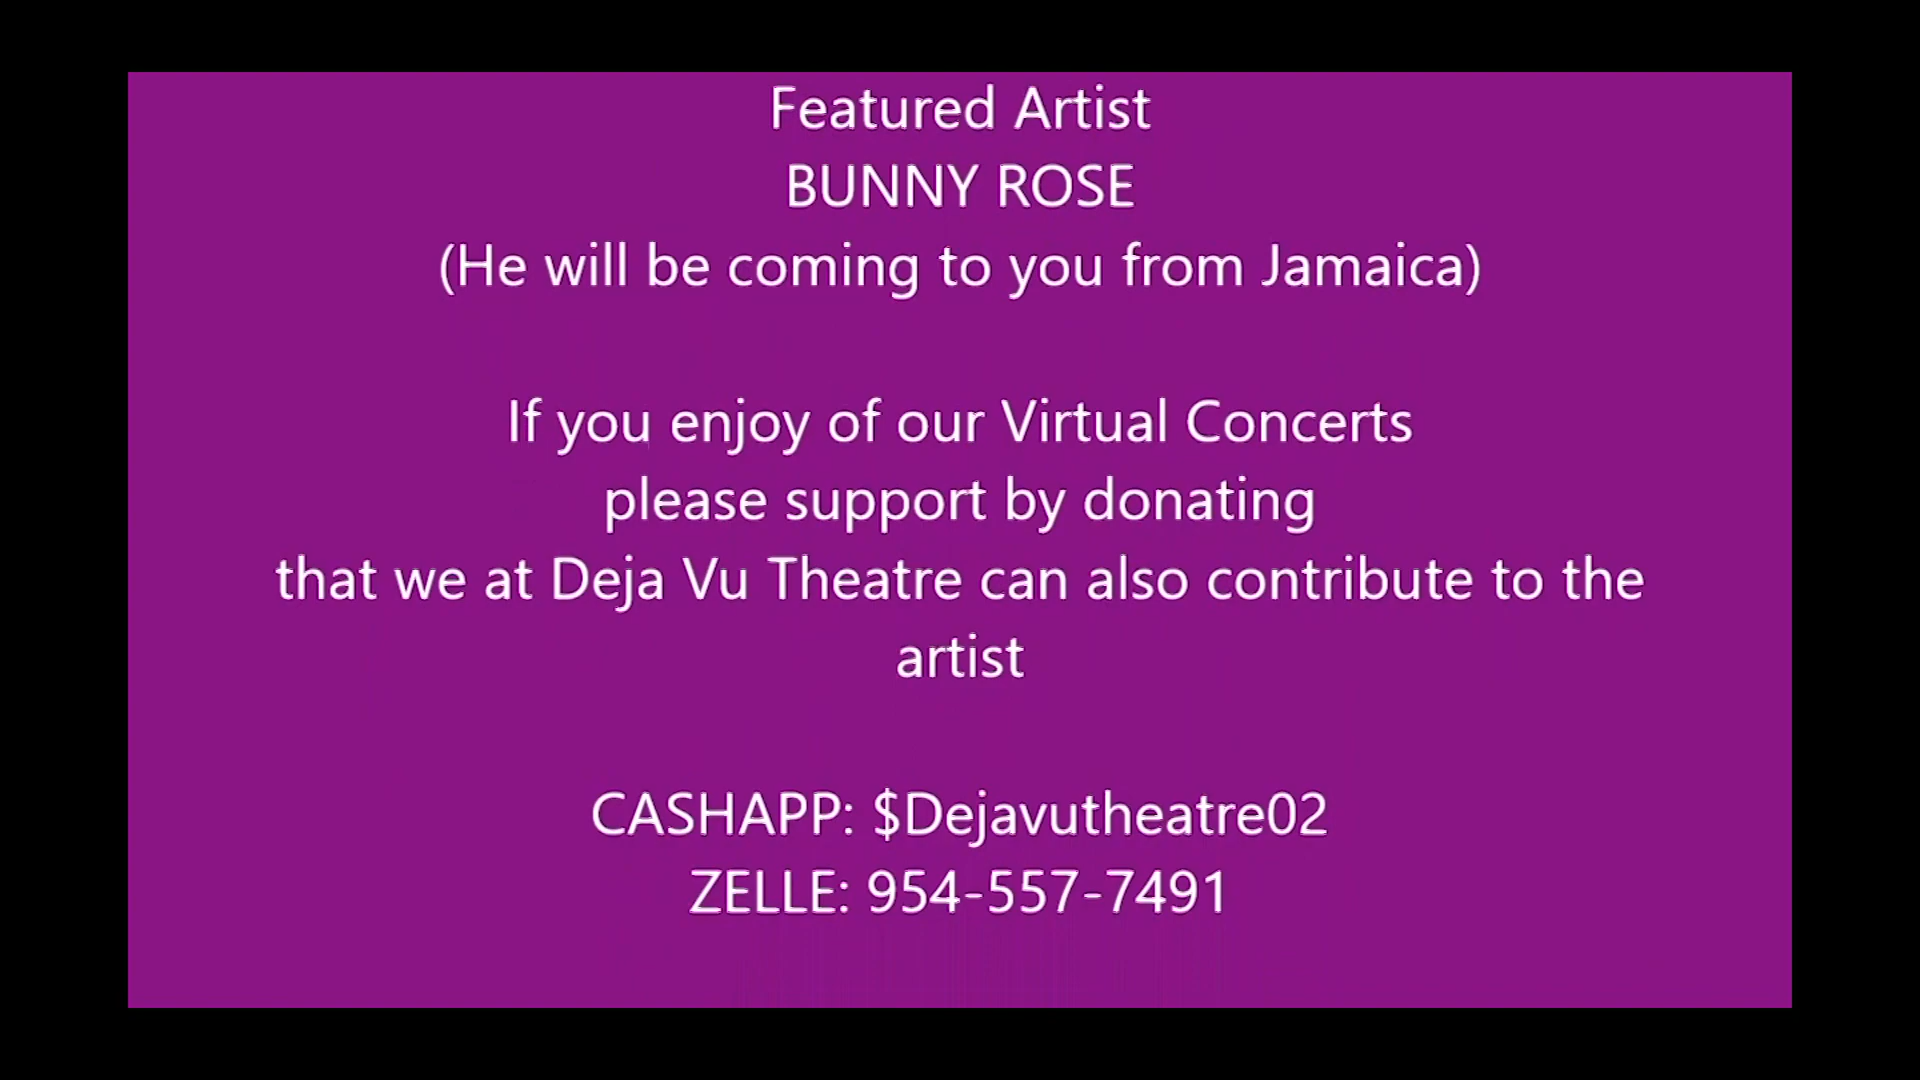 Featured Artist
BUNNY ROSE
(He will be coming to you from Jamaica)
If you enjoy of our Virtual Concerts
please support by donating
that we at Deja Vu Theatre can also contribute to the
artist
CASHAPP: $Dejavutheatre02
ZELLE: 954-557-7491